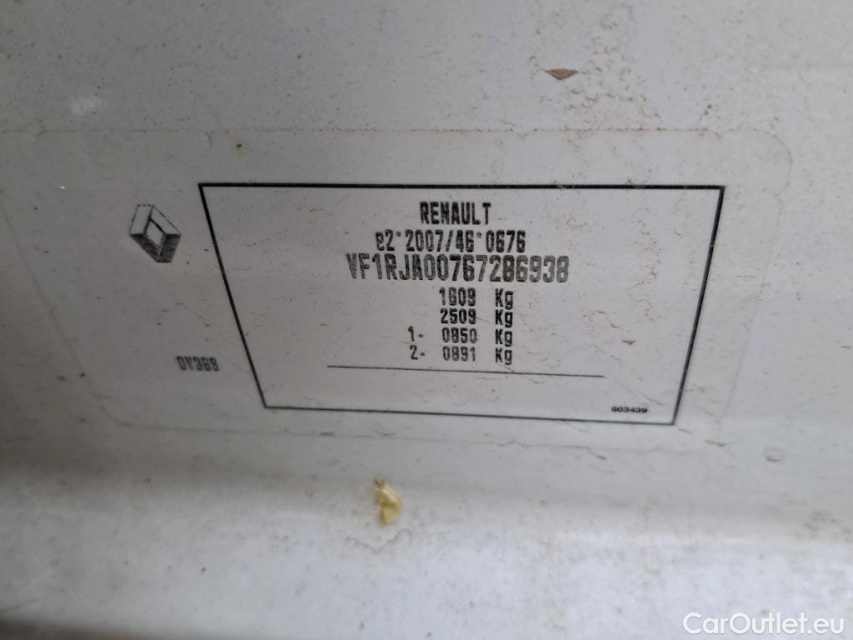 RENAULT
e2*2007/46*0676
VF1RJA00767286938
1609 Kg
2509 Kg
1- 0850 Kg
2- 0891 Kg
DY369
603439
CarOutlet.eu